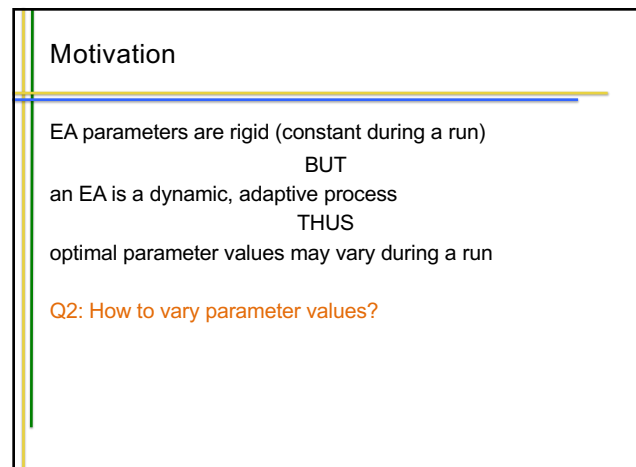 Motivation
EA parameters are rigid (constant during a run)
BUT
an EA is a dynamic, adaptive process
THUS
optimal parameter values may vary during a run
Q2: How to vary parameter values?